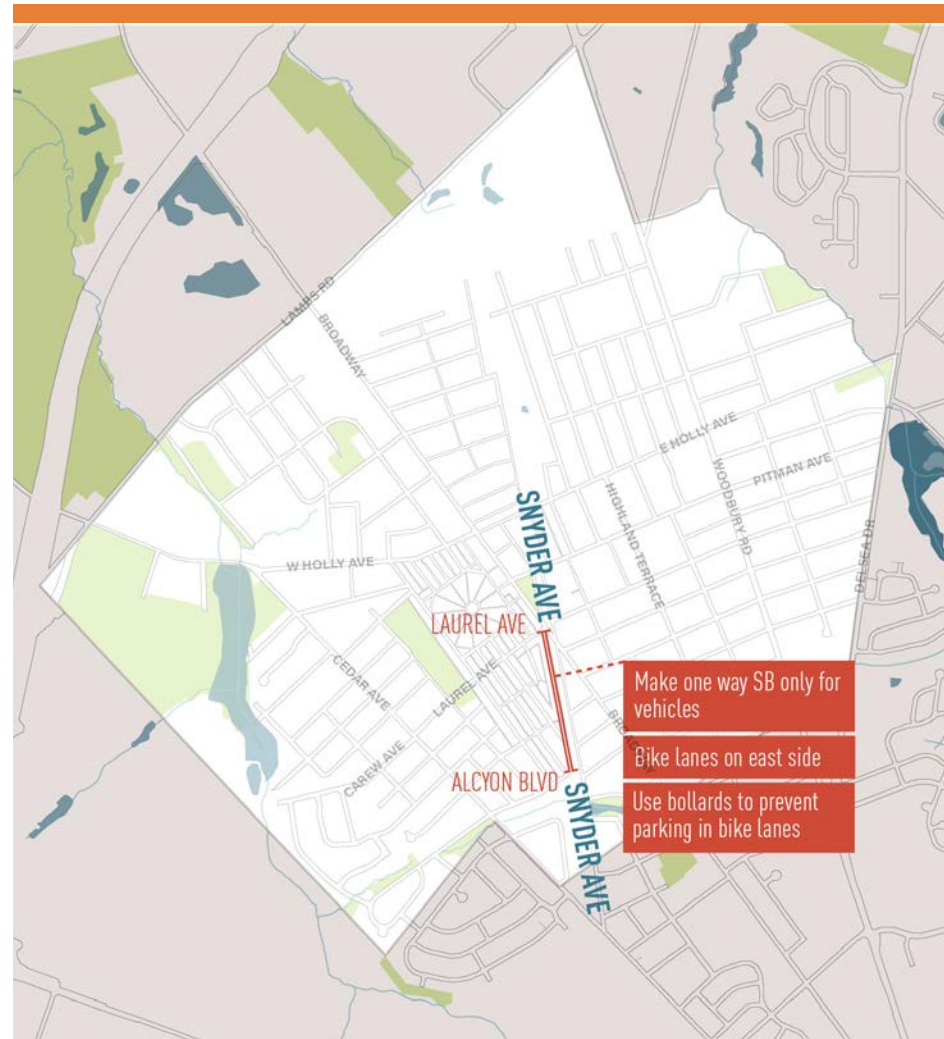 LAMBS RD
BROADWAY
E HOLLY AVE
PITMAN AVE
WOODBURY RD
HIGHLAND TERRACE
DELSEA DR
SNYDER AVE
W HOLLY AVE
LAUREL AVE
CEDAR AVE
LAUREL AVE
CAREW AVE
BROADWAY
Make one way SB only for
vehicles
Bike lanes on east side
Use bollards to prevent
parking in bike lanes
ALCYON BLVD
SNYDER AVE